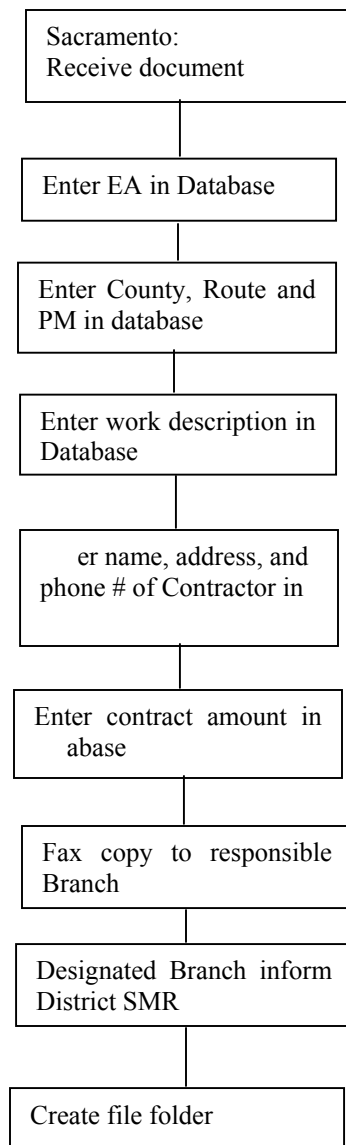 Sacramento:
Receive document
Enter EA in Database
Enter County, Route and
PM in database
Enter work description in
Database
er name, address, and
phone # of Contractor in
Enter contract amount in
abase
Fax copy to responsible
Branch
Designated Branch inform
District SMR
Create file folder